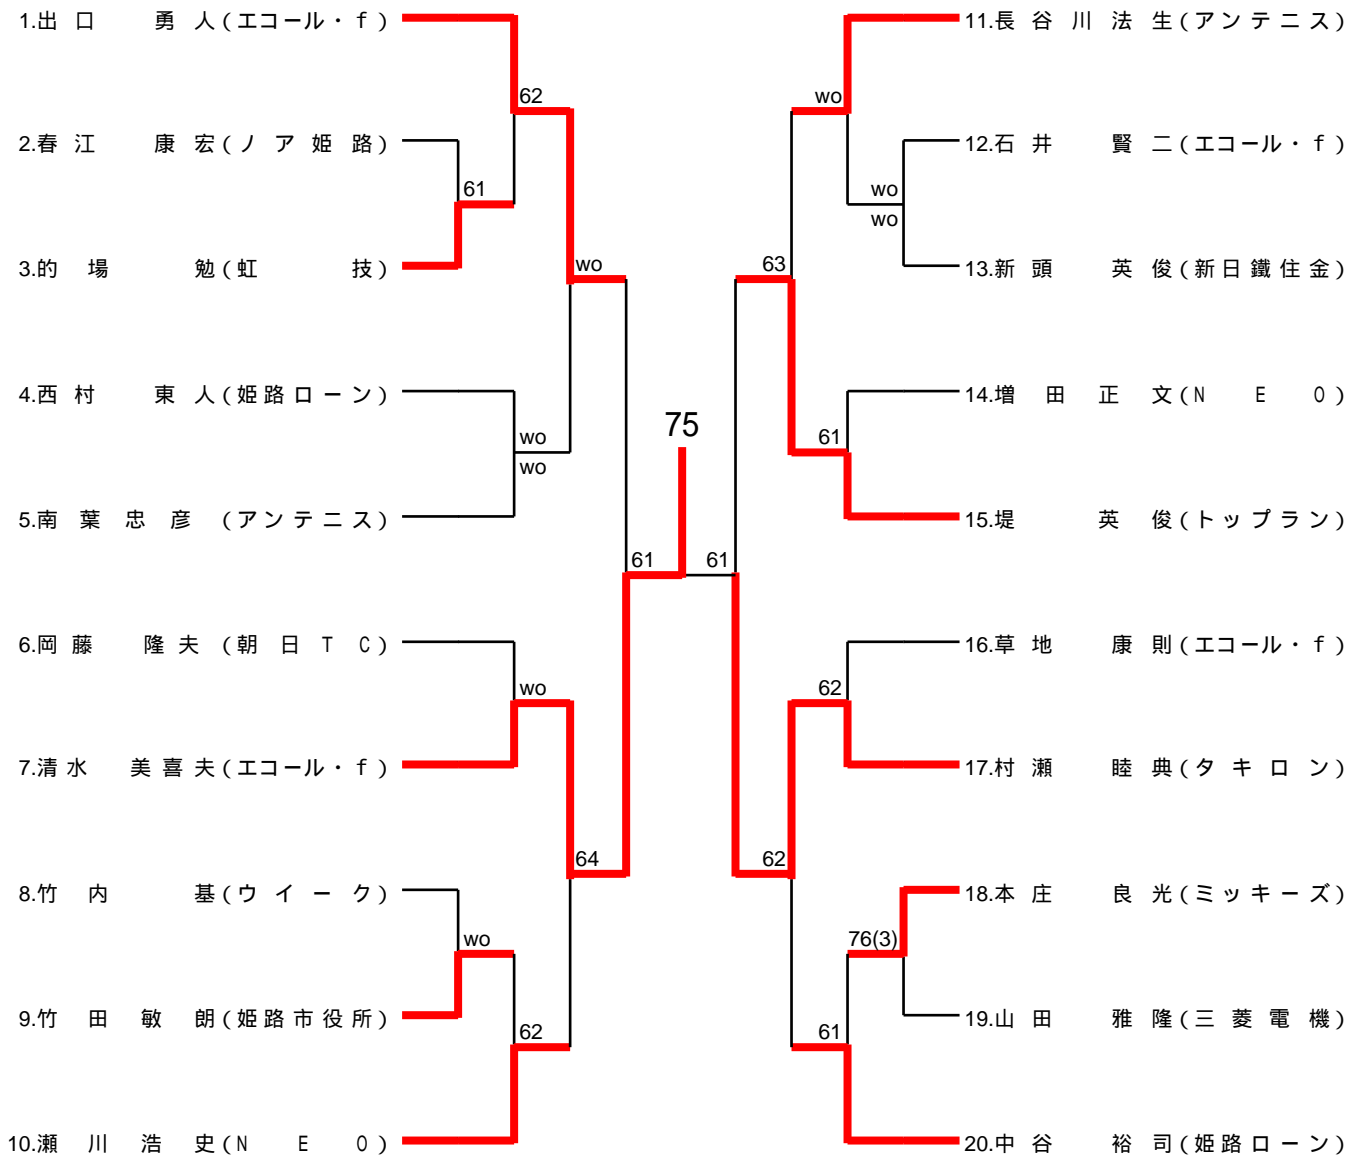 1.出口 勇人(エコール・f)
62
2.春江 康宏(ノア姫路)
61
3.的場 勉(虹技)
wo
4.西村 東人(姫路ローン)
wo
wo
5.南葉忠彦(アンテニス)
61
6.岡藤 隆夫(朝日TC)
wo
7.清水 美喜夫(エコール・f)
64
8.竹内 基(ウイーク)
wo
9.竹田敏朗(姫路市役所)
62
10.瀬川浩史(NEO)
75
11.長谷川法生(アンテニス)
wo
12.石井 賢二(エコール・f)
wo
wo
13.新頭 英俊(新日鐵住金)
63
14.増田正文(NEO)
61
15.堤 英俊(トップラン)
61
16.草地 康則(エコール・f)
62
17.村瀬 睦典(タキロン)
62
18.本庄 良光(ミッキーズ)
76(3)
19.山田 雅隆(三菱電機)
61
20.中谷 裕司(姫路ローン)